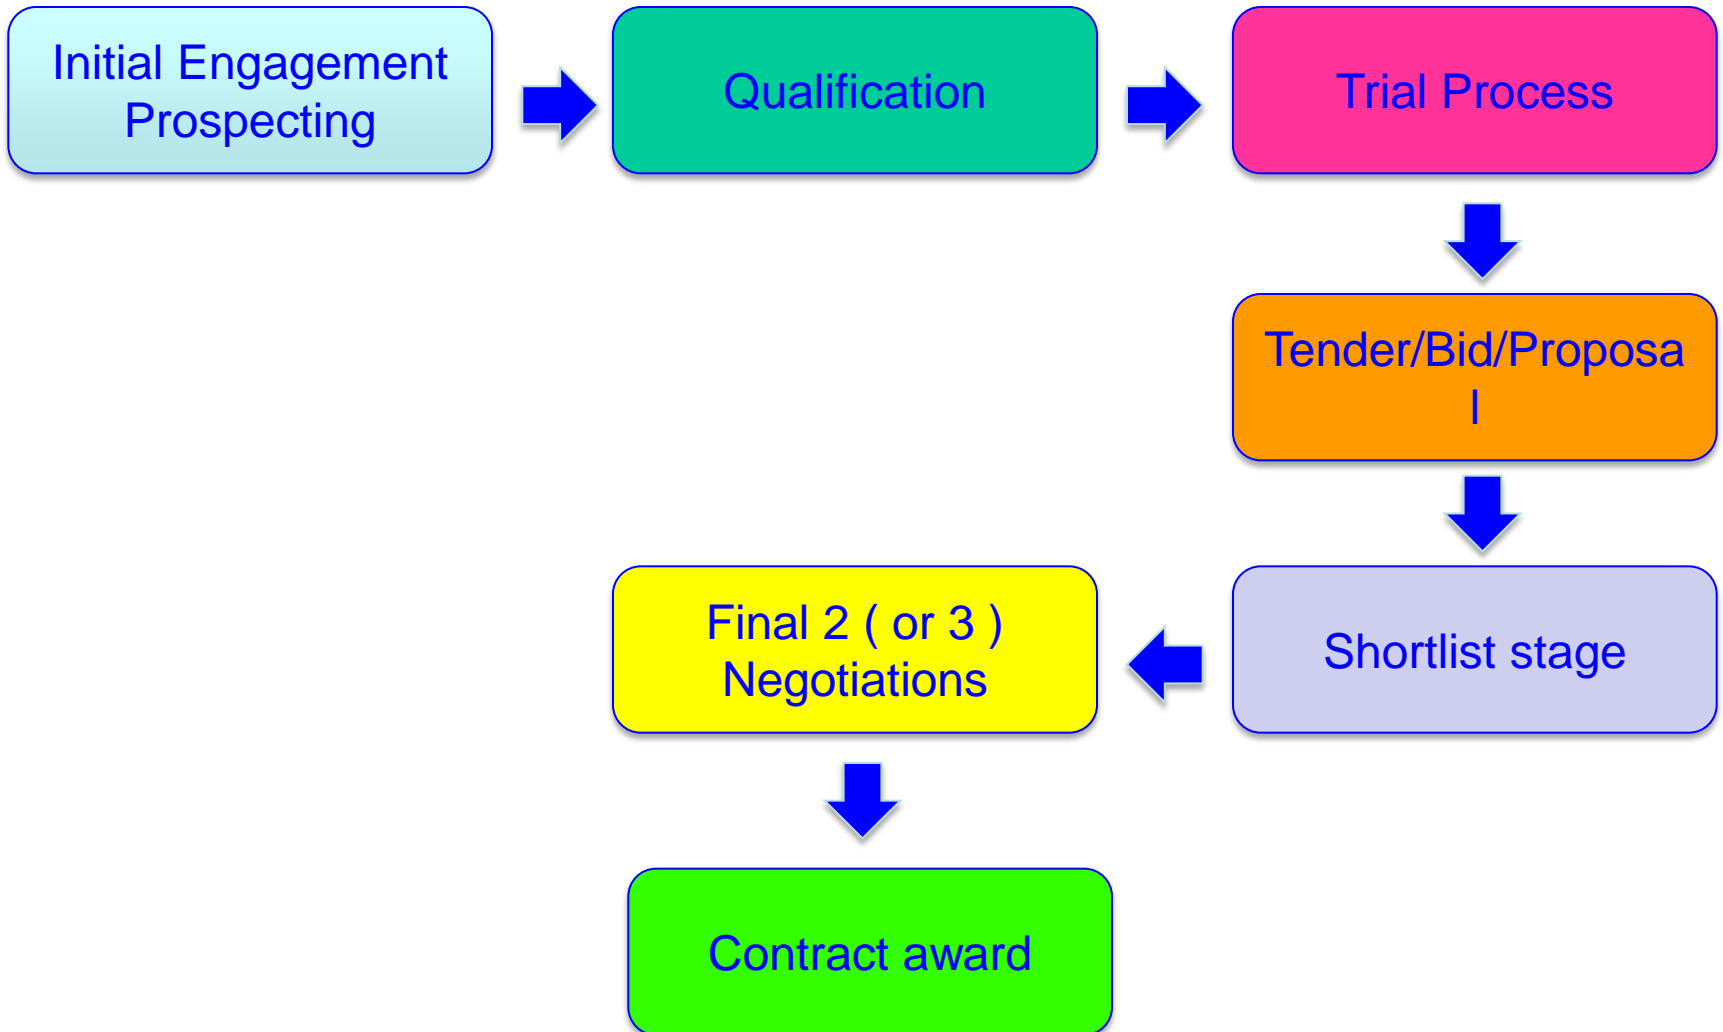 Initial Engagement
Prospecting
Qualification
Trial Process
Tender/Bid/Proposa
l
Shortlist stage
Final 2 ( or 3 )
Negotiations
Contract award